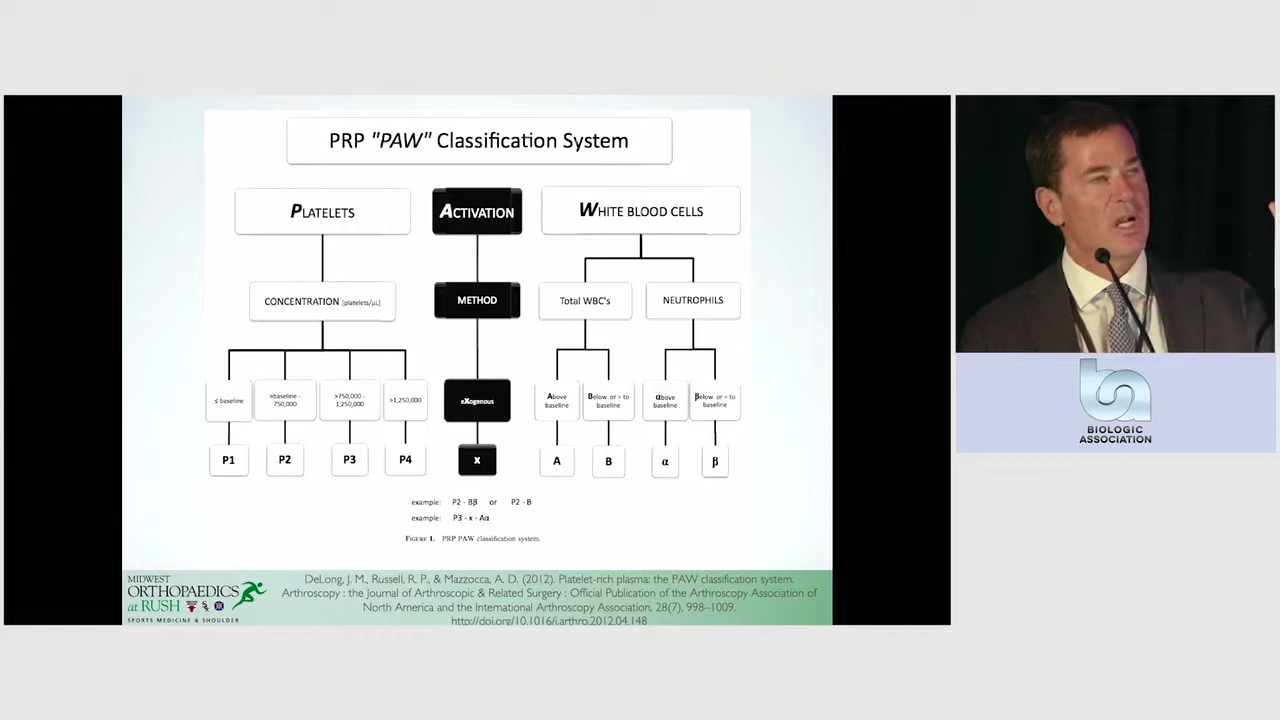 PRP "PAW" Classification System
PLATELETS
ACTIVATION
WHITE BLOOD CELLS
CONCENTRATION [platelets/µL]
METHOD
Total WBC's
NEUTROPHILS
≤ baseline
>baseline -
750,000
>750,000 -
1,250,000
>1,250,000
eXogenous
Above
baseline
Below or = to
baseline
αbove
baseline
βelow or = to
baseline
P1
P2
P3
P4
x
A
B
α
β
example: P2 - Bβ or P2 - B
example: P3 - x - Aα
FIGURE 1. PRP PAW classification system.
MIDWEST
ORTHOPAEDICS
at RUSH
SPORTS MEDICINE & SHOULDER
DeLong, J. M., Russell, R. P., & Mazzocca, A. D. (2012). Platelet-rich plasma: the PAW classification system.
Arthroscopy : the Journal of Arthroscopic & Related Surgery : Official Publication of the Arthroscopy Association of
North America and the International Arthroscopy Association, 28(7), 998–1009.
http://doi.org/10.1016/j.arthro.2012.04.148
BIOLOGIC
ASSOCIATION